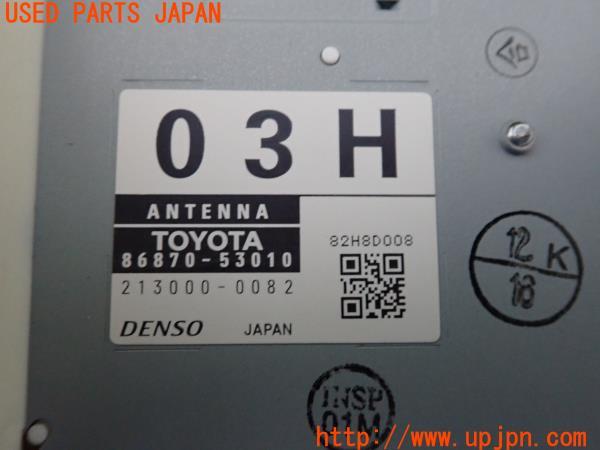 USED PARTS JAPAN
03H
ANTENNA
TOYOTA
86870-53010
213000-0082
82H8D008
DENSO JAPAN
12 K
16
INSP
01M
http://www.upjpn.com